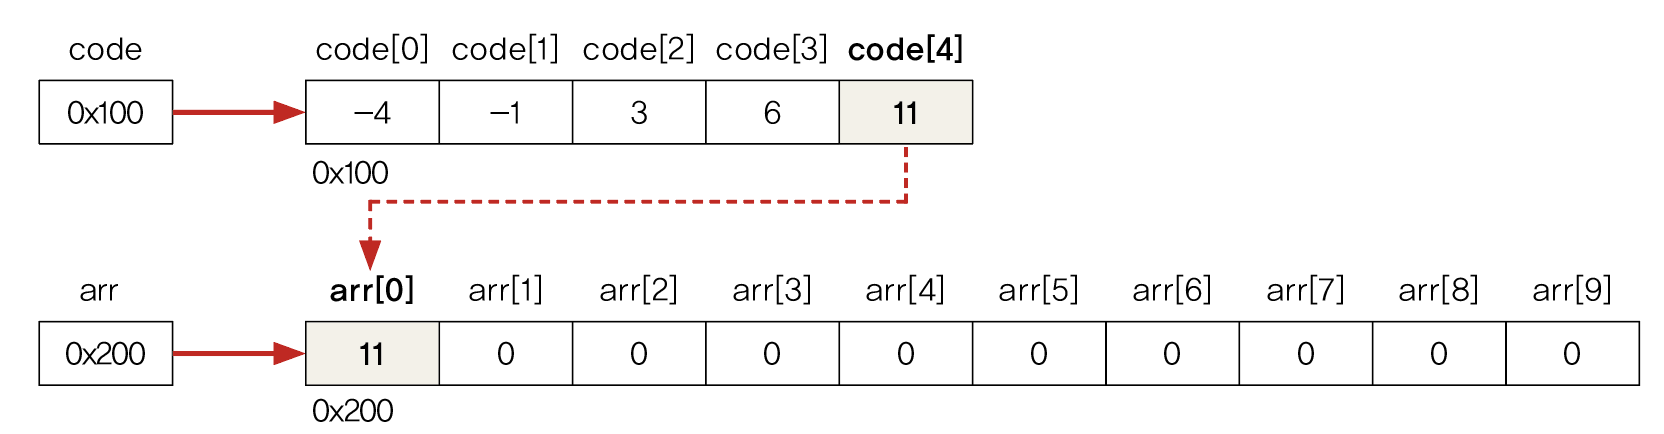 code code[0] code[1] code[2] code[3] code[4]
0x100 −4 −1 3 6 11
0x100
arr arr[0] arr[1] arr[2] arr[3] arr[4] arr[5] arr[6] arr[7] arr[8] arr[9]
0x200 11 0 0 0 0 0 0 0 0 0
0x200